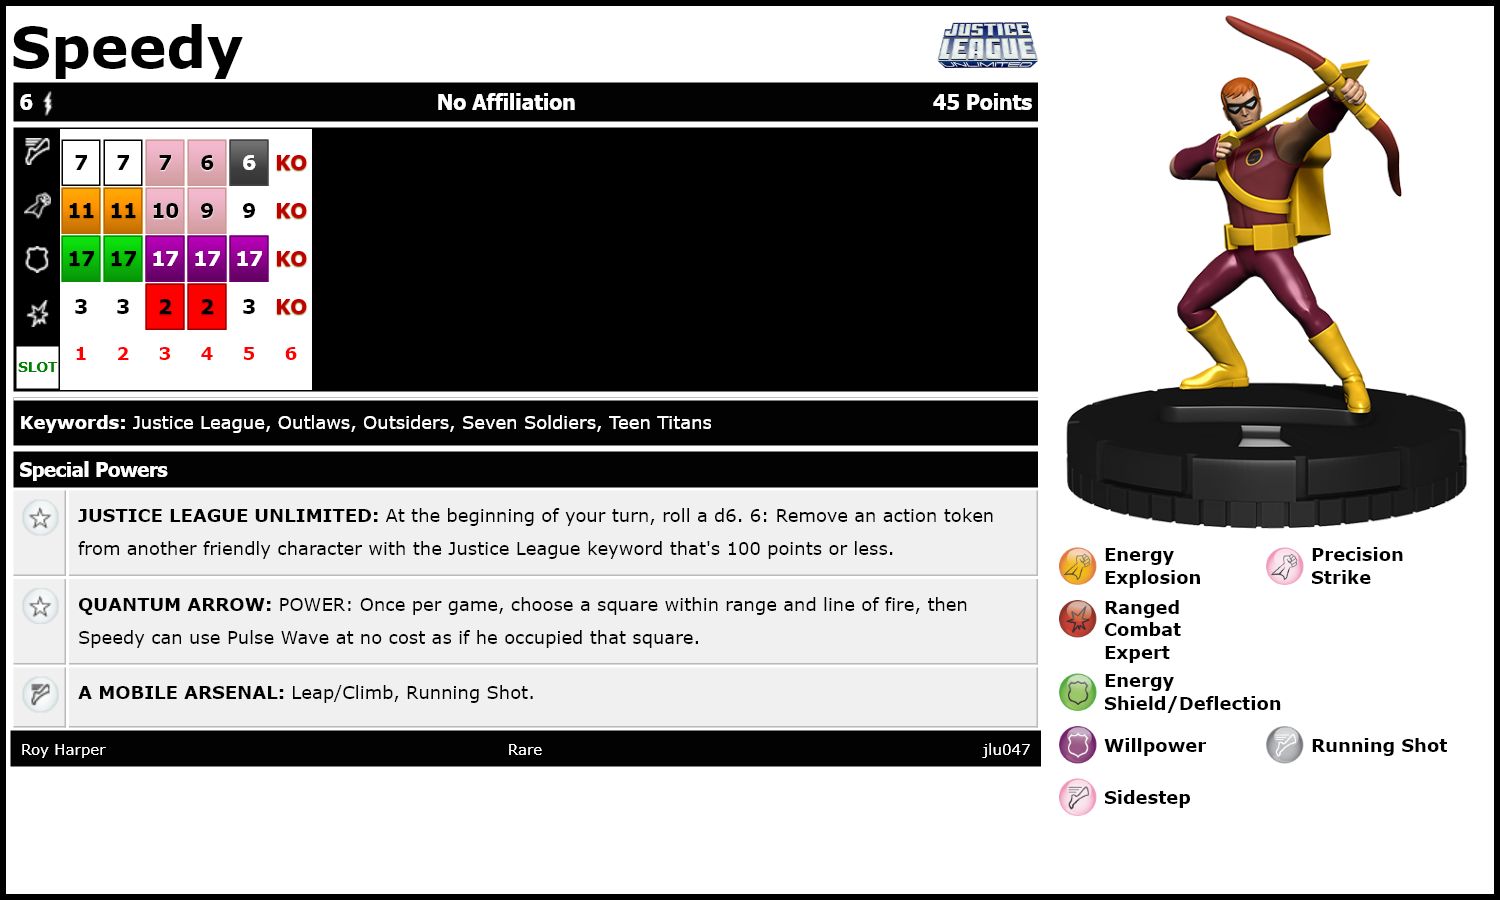 Speedy
JUSTICE
LEAGUE
UNLIMITED
6 No Affiliation 45 Points
7 7 7 6 6 KO
11 11 10 9 9 KO
17 17 17 17 17 KO
3 3 2 2 3 KO
SLOT 1 2 3 4 5 6
Keywords: Justice League, Outlaws, Outsiders, Seven Soldiers, Teen Titans
Special Powers
JUSTICE LEAGUE UNLIMITED: At the beginning of your turn, roll a d6. 6: Remove an action token
from another friendly character with the Justice League keyword that's 100 points or less.
QUANTUM ARROW: POWER: Once per game, choose a square within range and line of fire, then
Speedy can use Pulse Wave at no cost as if he occupied that square.
A MOBILE ARSENAL: Leap/Climb, Running Shot.
Roy Harper Rare jlu047
Energy
Explosion
Precision
Strike
Ranged
Combat
Expert
Energy
Shield/Deflection
Willpower
Running Shot
Sidestep